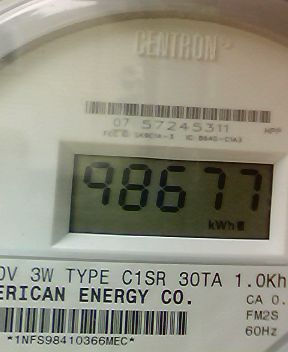 CENTRON
07 57245311
98677
kWh
0V 3W TYPE C1SR 30TA 1.0Kh
ERICAN ENERGY CO.
CA 0.
FM2S
60Hz
*1NFS98410366MEC*